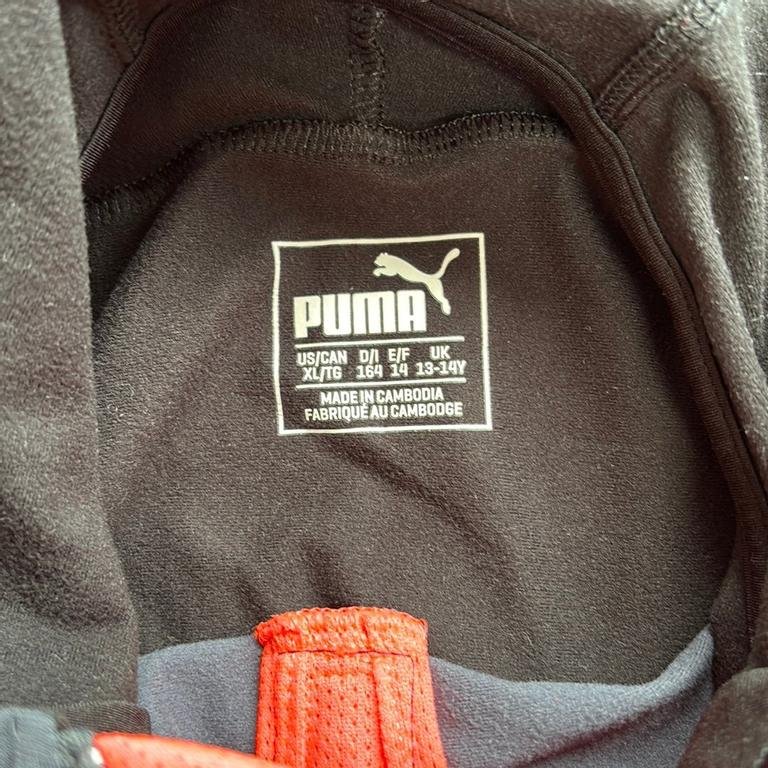 PUMA
US/CAN D/I E/F UK
XL/TG 164 14 13-14Y
MADE IN CAMBODIA
FABRIQUÉ AU CAMBODGE